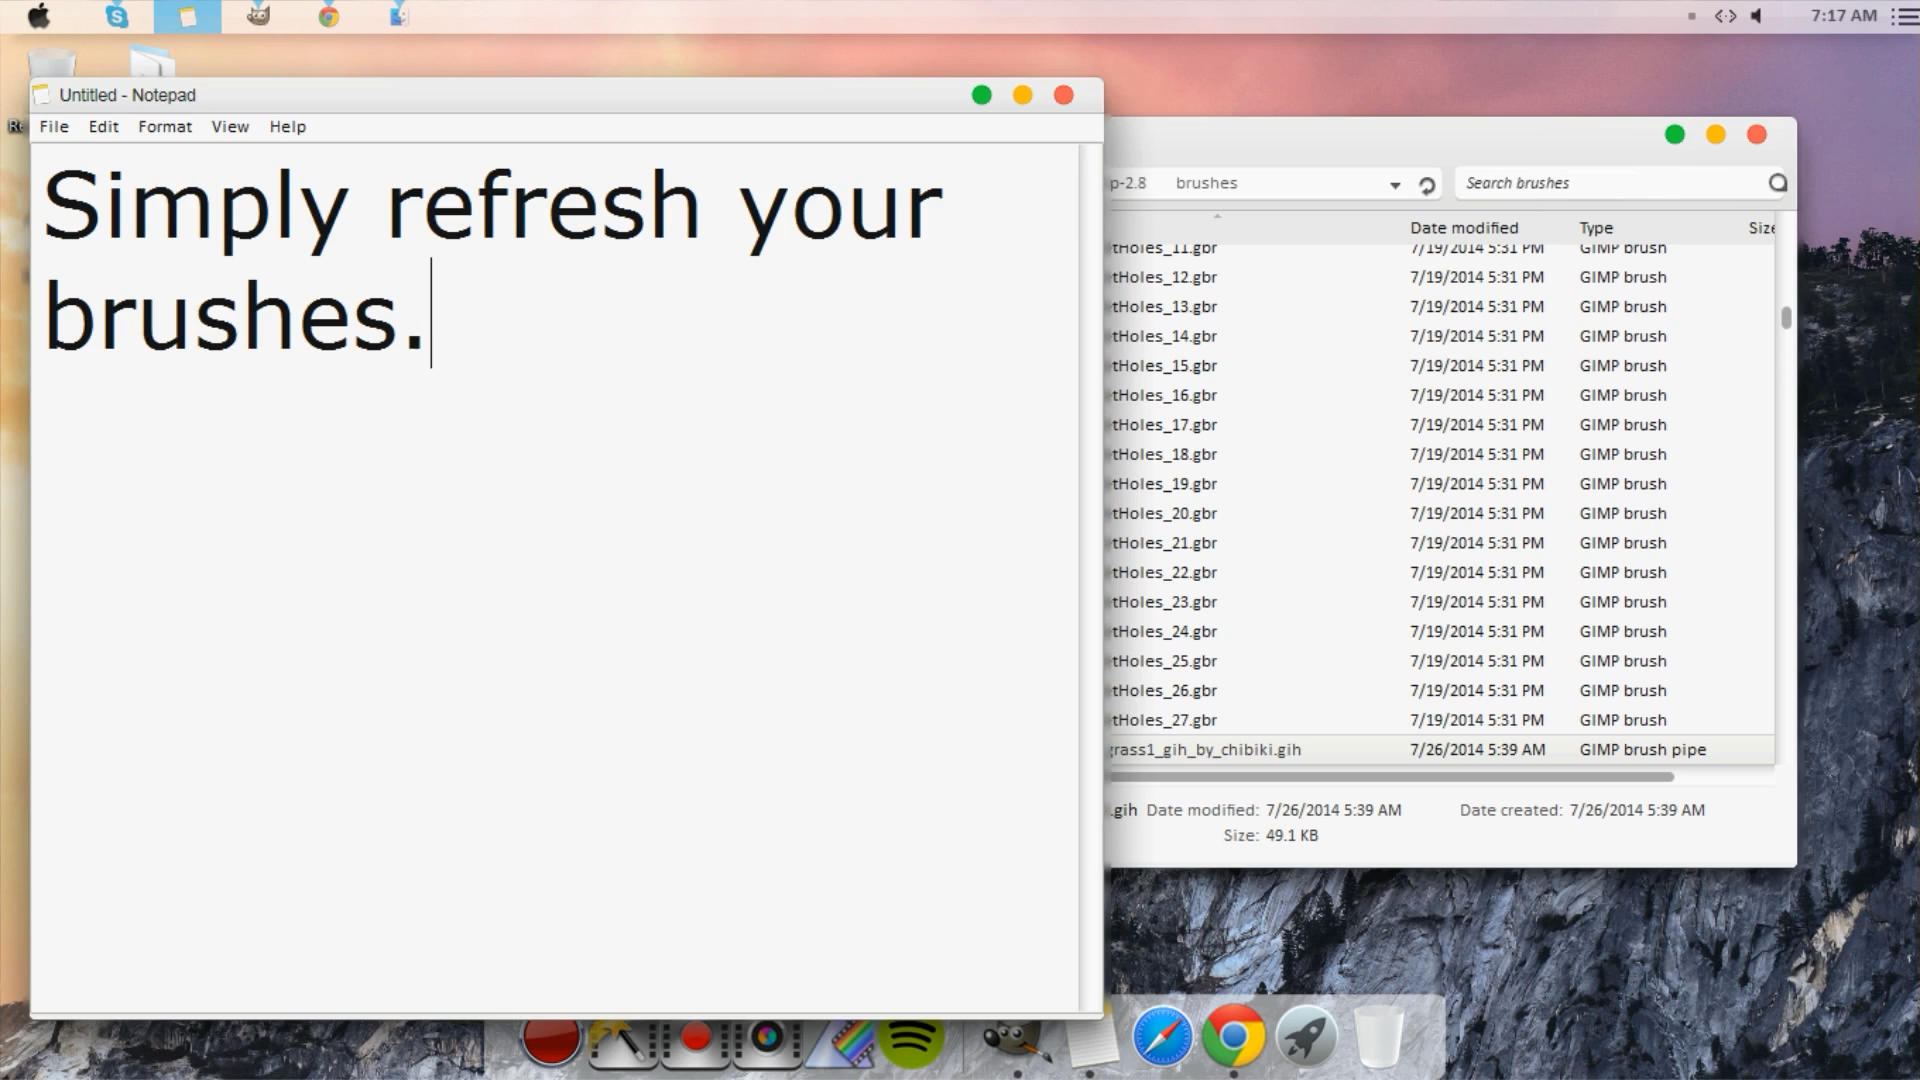 7:17 AM
Untitled - Notepad
File Edit Format View Help
Simply refresh your
brushes.
p-2.8 brushes
Search brushes
Date modified Type Size
tHoles_11.gbr 7/19/2014 5:31 PM GIMP brush
tHoles_12.gbr 7/19/2014 5:31 PM GIMP brush
tHoles_13.gbr 7/19/2014 5:31 PM GIMP brush
tHoles_14.gbr 7/19/2014 5:31 PM GIMP brush
tHoles_15.gbr 7/19/2014 5:31 PM GIMP brush
tHoles_16.gbr 7/19/2014 5:31 PM GIMP brush
tHoles_17.gbr 7/19/2014 5:31 PM GIMP brush
tHoles_18.gbr 7/19/2014 5:31 PM GIMP brush
tHoles_19.gbr 7/19/2014 5:31 PM GIMP brush
tHoles_20.gbr 7/19/2014 5:31 PM GIMP brush
tHoles_21.gbr 7/19/2014 5:31 PM GIMP brush
tHoles_22.gbr 7/19/2014 5:31 PM GIMP brush
tHoles_23.gbr 7/19/2014 5:31 PM GIMP brush
tHoles_24.gbr 7/19/2014 5:31 PM GIMP brush
tHoles_25.gbr 7/19/2014 5:31 PM GIMP brush
tHoles_26.gbr 7/19/2014 5:31 PM GIMP brush
tHoles_27.gbr 7/19/2014 5:31 PM GIMP brush
grass1_gih_by_chibiki.gih 7/26/2014 5:39 AM GIMP brush pipe
.gih Date modified: 7/26/2014 5:39 AM Date created: 7/26/2014 5:39 AM
Size: 49.1 KB